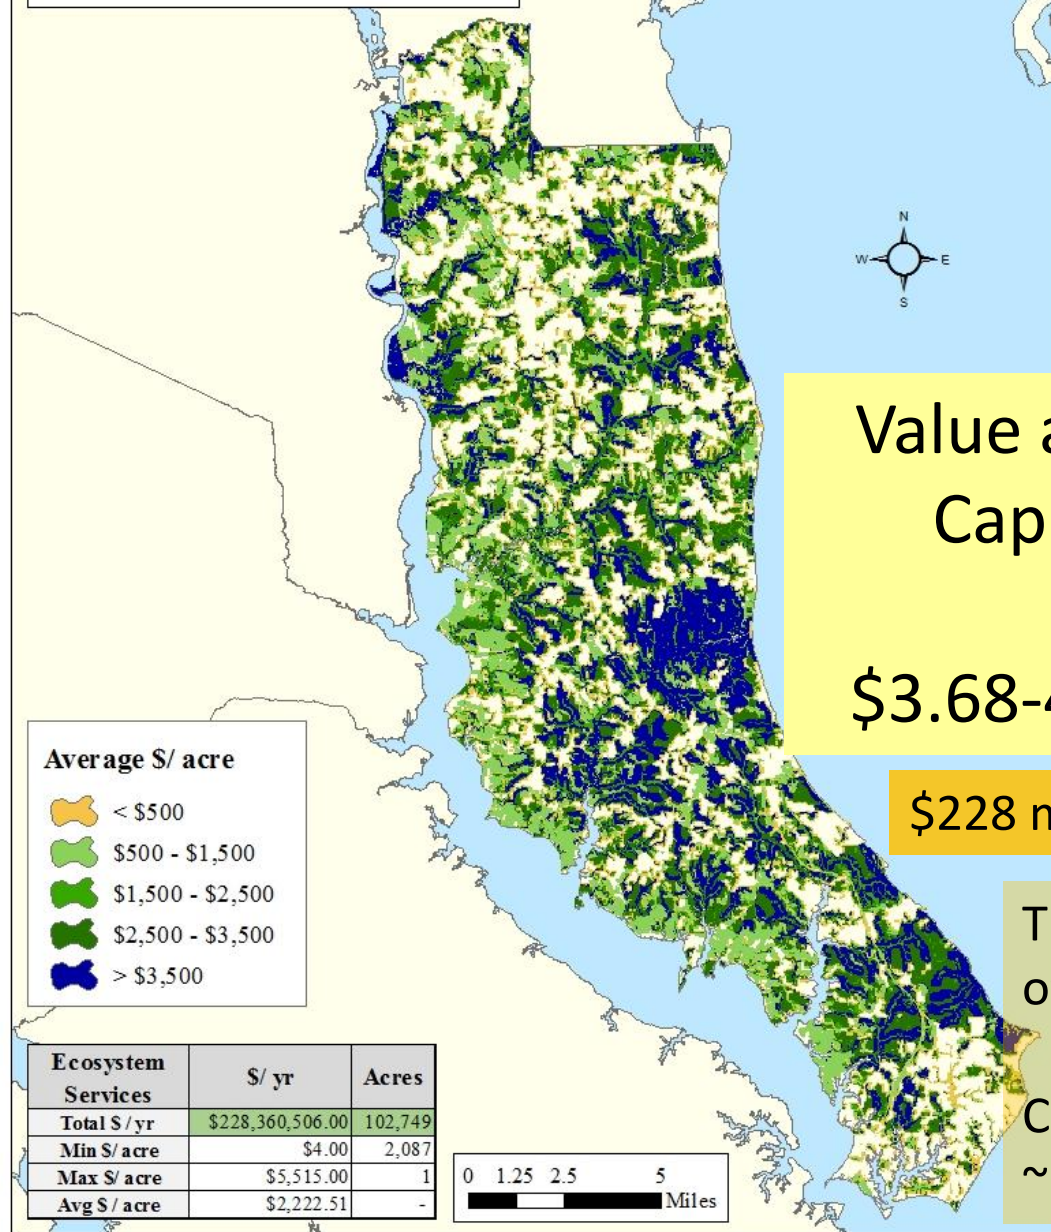 N
W E
S
Value a
Cap
$3.68-4
$228 m
T
o
C
~
Average $/ acre
< $500
$500 - $1,500
$1,500 - $2,500
$2,500 - $3,500
> $3,500
Ecosystem Services $/ yr Acres
Total $ / yr $228,360,506.00 102,749
Min $/ acre $4.00 2,087
Max $/ acre $5,515.00 1
Avg $ / acre $2,222.51 -
0 1.25 2.5 5
Miles